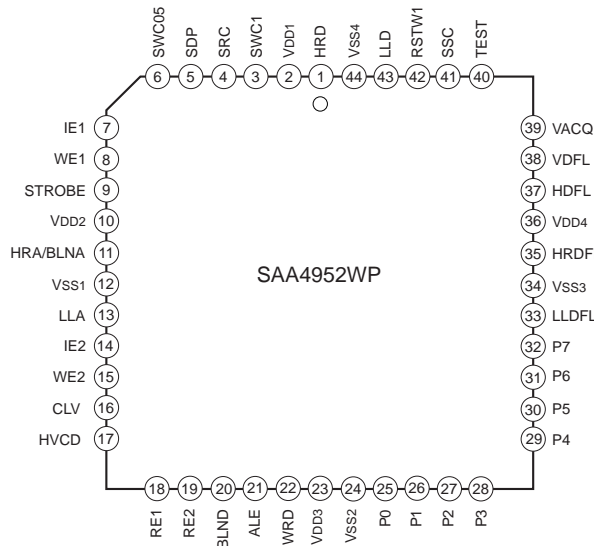 SWC05 SDP SRC SWC1 VDD1 HRD VSS4 LLD RSTW1 SSC TEST
6 5 4 3 2 1 44 43 42 41 40
IE1 7
WE1 8
STROBE 9
VDD2 10
HRA/BLNA 11
VSS1 12
LLA 13
IE2 14
WE2 15
CLV 16
HVCD 17
SAA4952WP
39 VACQ
38 VDFL
37 HDFL
36 VDD4
35 HRDF
34 VSS3
33 LLDFL
32 P7
31 P6
30 P5
29 P4
18 19 20 21 22 23 24 25 26 27 28
RE1 RE2 BLND ALE WRD VDD3 VSS2 P0 P1 P2 P3